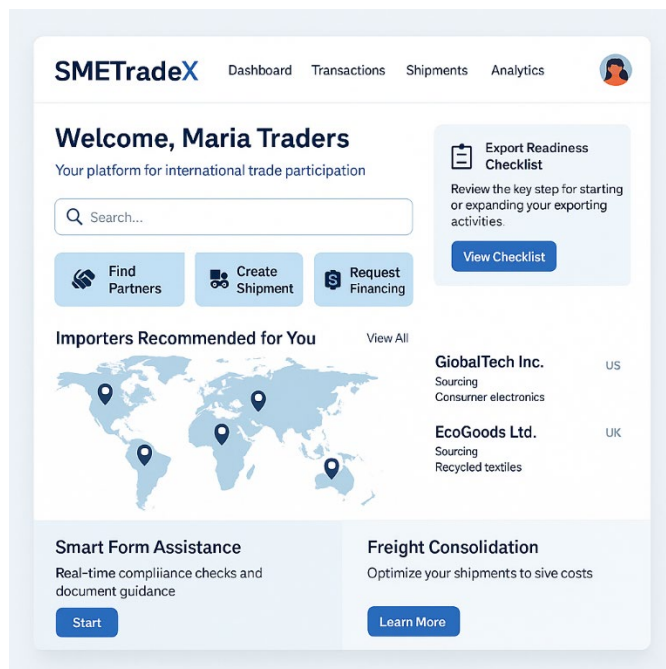 SMETradeX
Dashboard
Transactions
Shipments
Analytics
Welcome, Maria Traders
Your platform for international trade participation
Search...
Find
Partners
Create
Shipment
Request
Financing
Export Readiness
Checklist
Review the key step for starting
or expanding your exporting
activities.
View Checklist
Importers Recommended for You
View All
GlobalTech Inc.
US
Sourcing
Consurner electronics
EcoGoods Ltd.
UK
Sourcing
Recycled textiles
Smart Form Assistance
Real-time compliiance checks and
document guidance
Start
Freight Consolidation
Optimize your shipments to sive costs
Learn More